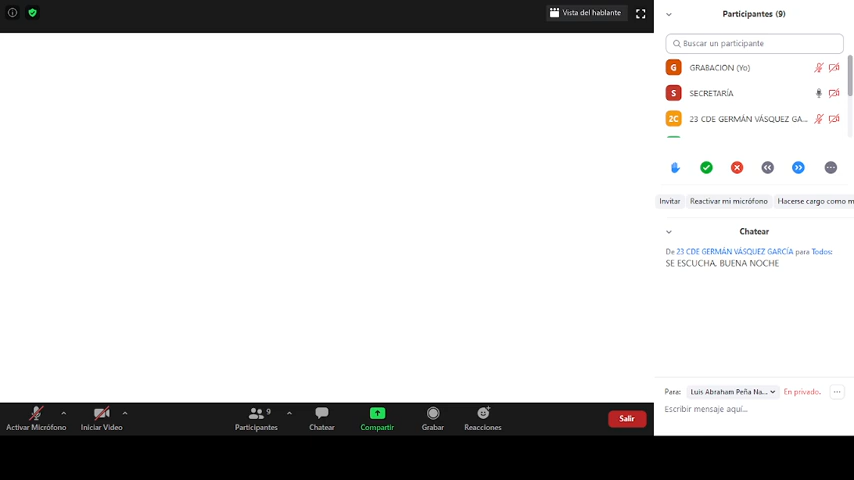 Vista del hablante
Participantes (9)
Buscar un participante
G GRABACIÓN (Yo)
S SECRETARÍA
2C 23 CDE GERMÁN VÁSQUEZ GA...
Invitar Reactivar mi micrófono Hacerse cargo como m
Chatear
De 23 CDE GERMÁN VÁSQUEZ GARCÍA para Todos:
SE ESCUCHA, BUENA NOCHE
Para: Luis Abraham Peña Na... En privado.
Escribir mensaje aquí...
Activar Micrófono
Iniciar Video
9
Participantes
Chatear
Compartir
Grabar
Reacciones
Salir